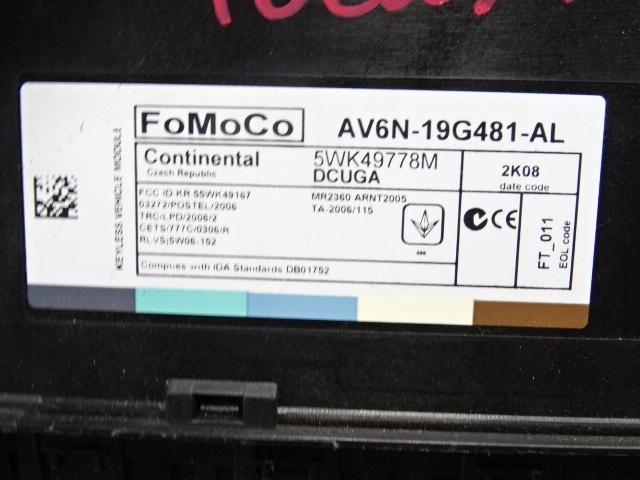 FoMoCo
AV6N-19G481-AL
KEYLESS VEHICLE MODULE
Continental
Czech Republic
5WK49778M
DCUGA
2K08
date code
FCC ID KR 55WK49167
03272/POSTEL/2006
TRC/LPD/2006/2
CETS/777C/0306/R
RLVS/SW06-152
MR2360 ARNT2005
TA-2006/115
Complies with IDA Standards DB01752
CE
FT_011
EOL code